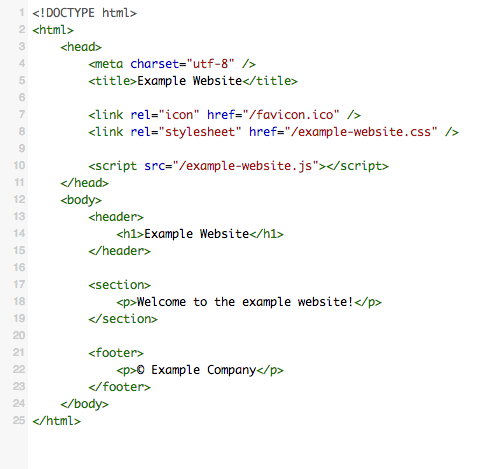 1 <!DOCTYPE html>
2 <html>
3     <head>
4         <meta charset="utf-8" />
5         <title>Example Website</title>
6
7         <link rel="icon" href="/favicon.ico" />
8         <link rel="stylesheet" href="/example-website.css" />
9
10         <script src="/example-website.js"></script>
11     </head>
12     <body>
13         <header>
14             <h1>Example Website</h1>
15         </header>
16
17         <section>
18             <p>Welcome to the example website!</p>
19         </section>
20
21         <footer>
22             <p>© Example Company</p>
23         </footer>
24     </body>
25 </html>